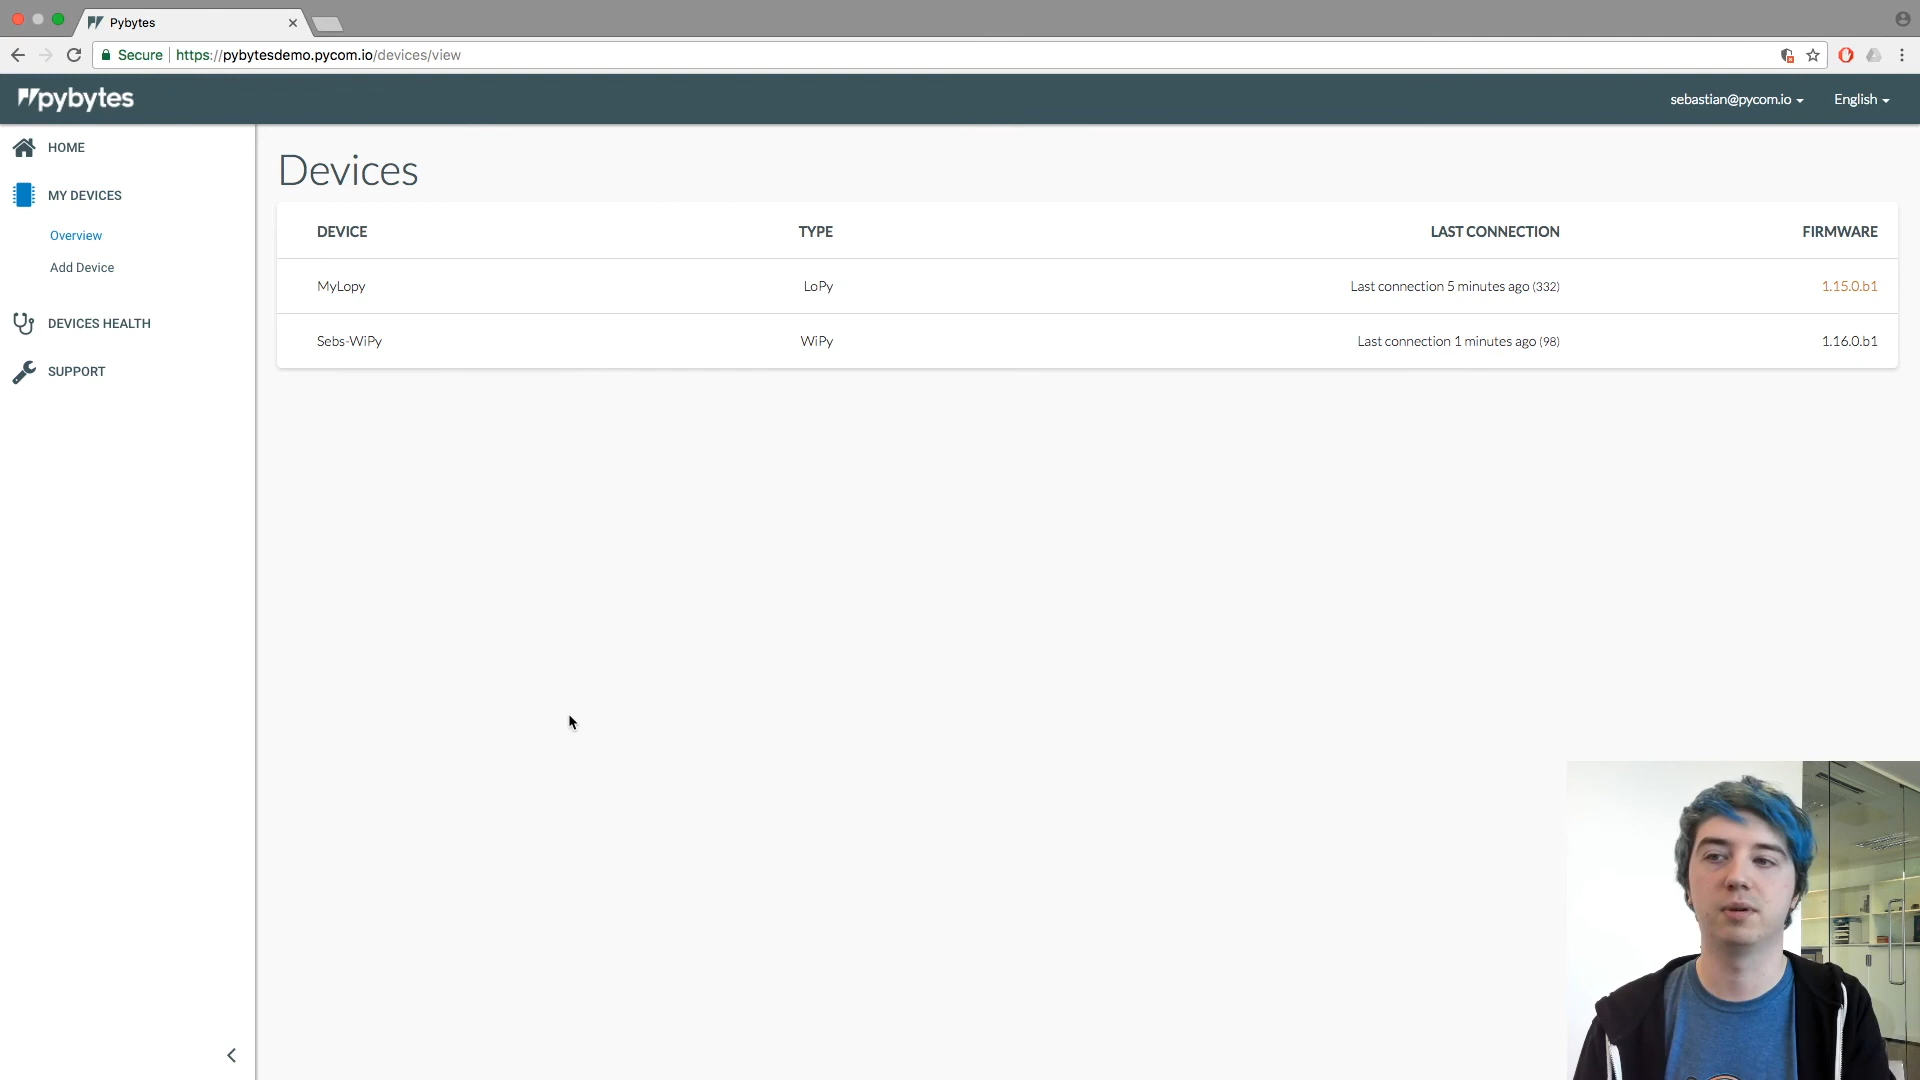 Pybytes
Secure https://pybytesdemo.pycom.io/devices/view
pybytes
sebastian@pycom.io
English
HOME
MY DEVICES
Overview
Add Device
DEVICES HEALTH
SUPPORT
Devices
DEVICE TYPE LAST CONNECTION FIRMWARE
MyLopy LoPy Last connection 5 minutes ago (332) 1.15.0.b1
Sebs-WiPy WiPy Last connection 1 minutes ago (98) 1.16.0.b1